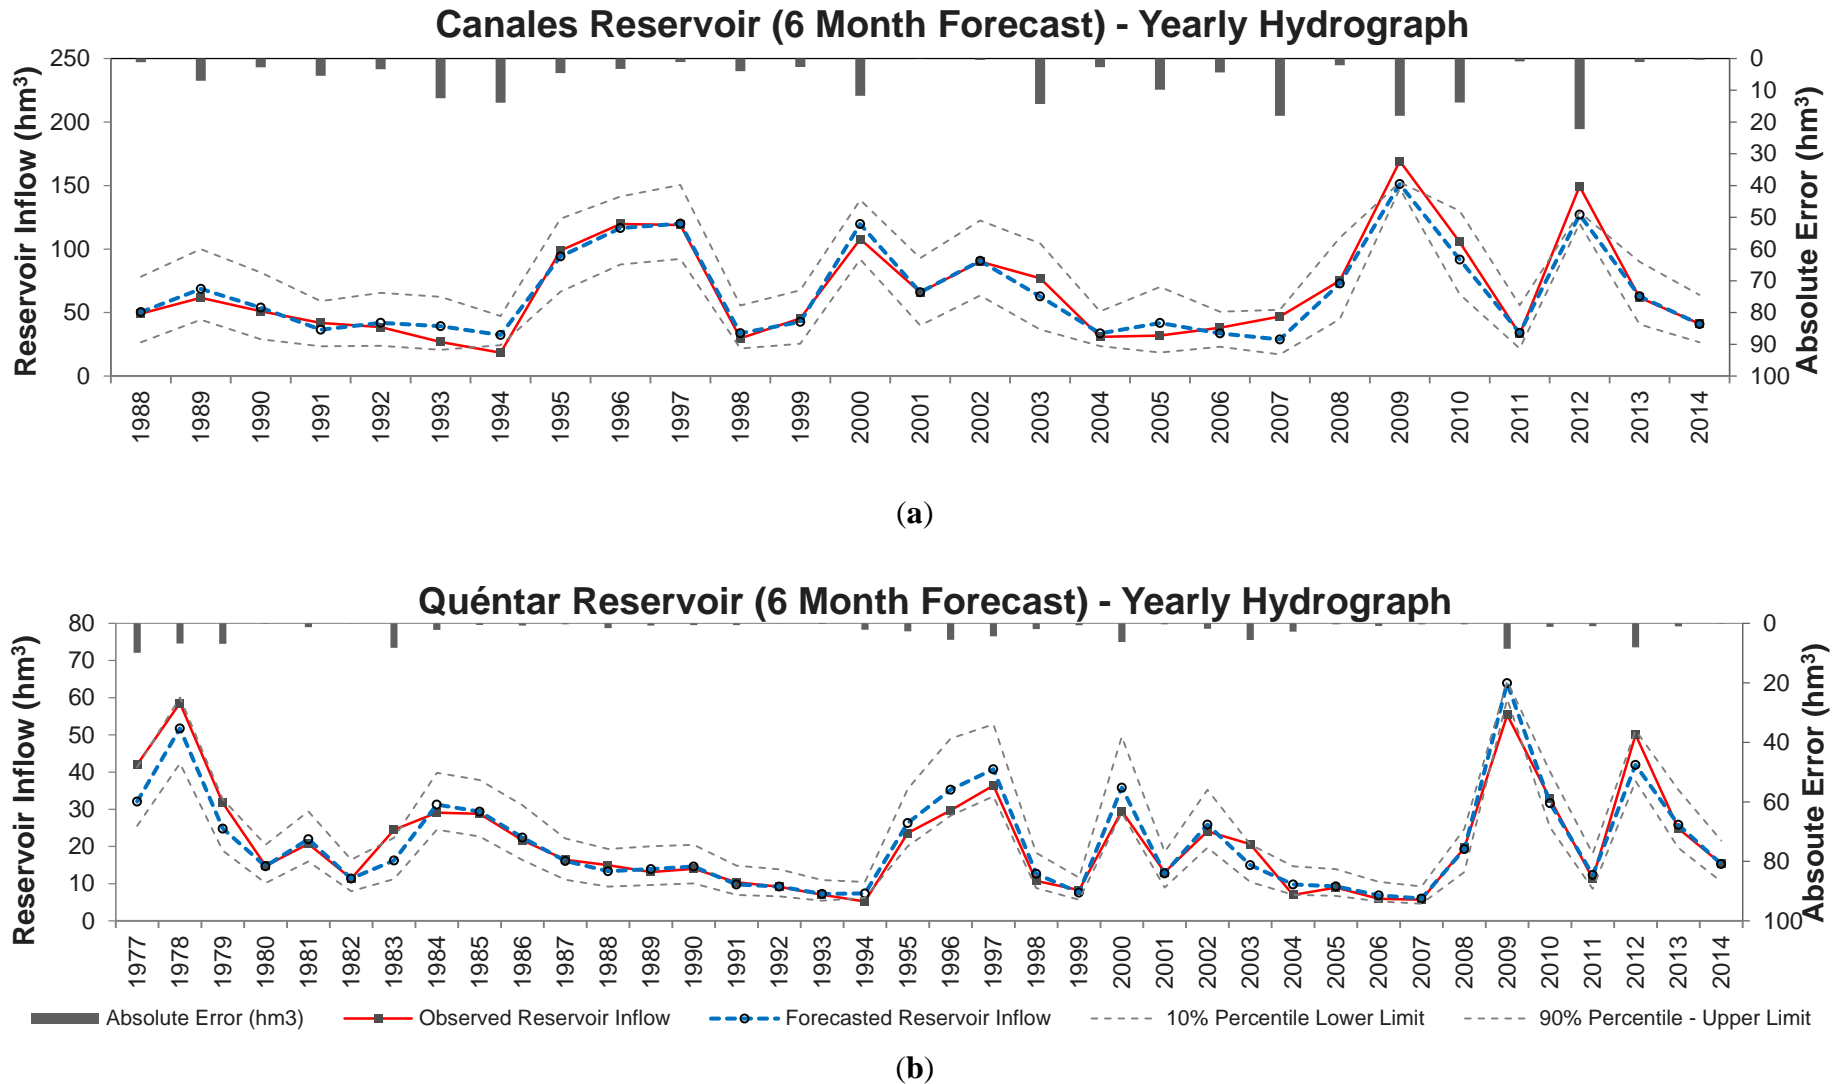 Canales Reservoir (6 Month Forecast) - Yearly Hydrograph
Reservoir Inflow (hm3)
250
200
150
100
50
0
0
10
20
30
40
50
60
70
80
90
100
Absolute Error (hm3)
1988 1989 1990 1991 1992 1993 1994 1995 1996 1997 1998 1999 2000 2001 2002 2003 2004 2005 2006 2007 2008 2009 2010 2011 2012 2013 2014
(a)
Quéntar Reservoir (6 Month Forecast) - Yearly Hydrograph
Reservoir Inflow (hm3)
80
70
60
50
40
30
20
10
0
0
20
40
60
80
100
Absoute Error (hm3)
1977 1978 1979 1980 1981 1982 1983 1984 1985 1986 1987 1988 1989 1990 1991 1992 1993 1994 1995 1996 1997 1998 1999 2000 2001 2002 2003 2004 2005 2006 2007 2008 2009 2010 2011 2012 2013 2014
Absolute Error (hm3) Observed Reservoir Inflow Forecasted Reservoir Inflow 10% Percentile Lower Limit 90% Percentile - Upper Limit
(b)